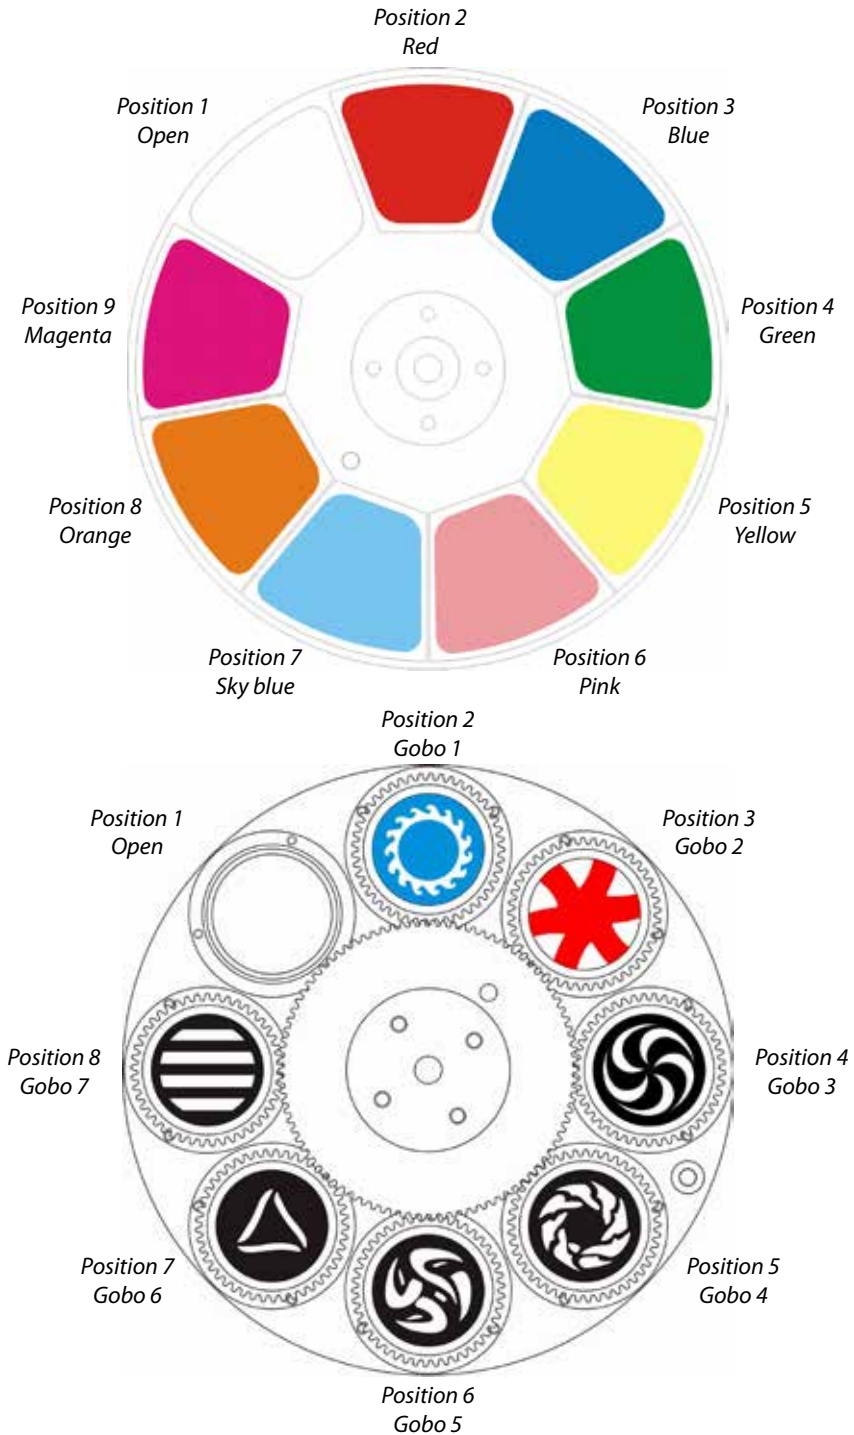 Position 2
Red
Position 1
Open
Position 3
Blue
Position 9
Magenta
Position 4
Green
Position 8
Orange
Position 5
Yellow
Position 7
Sky blue
Position 6
Pink
Position 2
Gobo 1
Position 1
Open
Position 3
Gobo 2
Position 8
Gobo 7
Position 4
Gobo 3
Position 7
Gobo 6
Position 5
Gobo 4
Position 6
Gobo 5